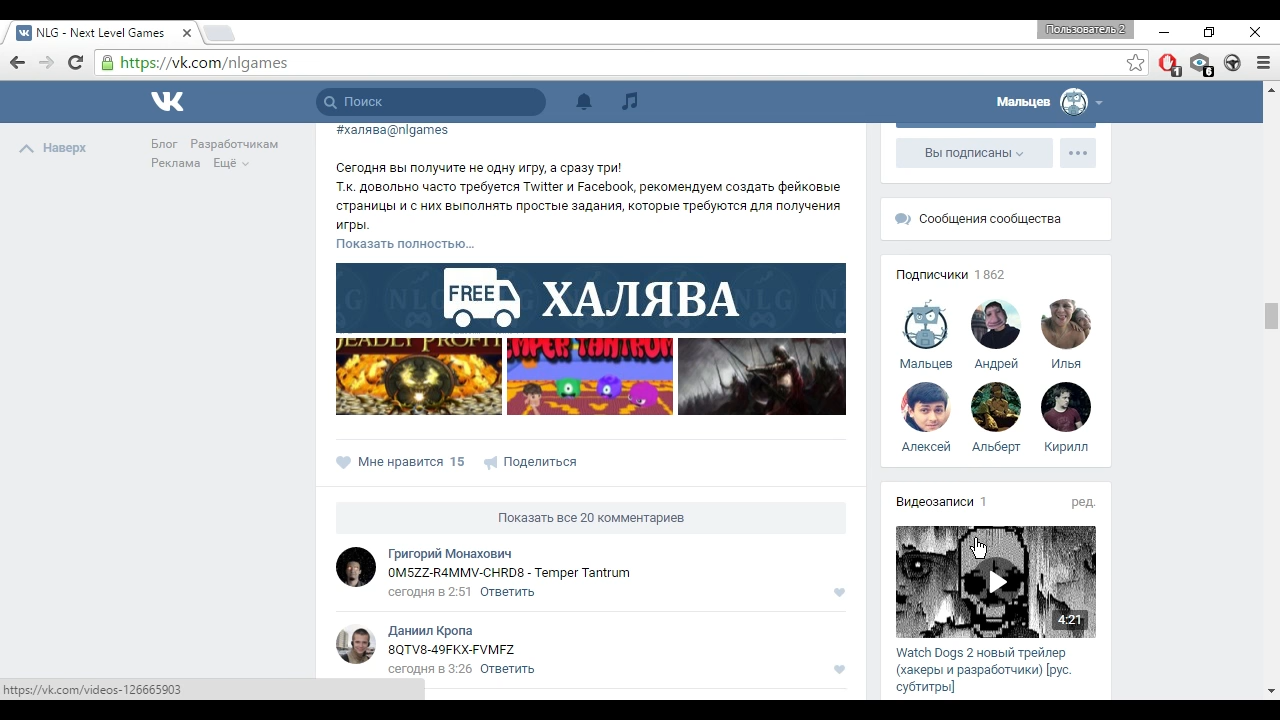 NLG - Next Level Games
Пользователь 2
https://vk.com/nlgames
1
6
Поиск
Мальцев
Наверх
Блог Разработчикам
Реклама Ещё
#халява@nlgames
Сегодня вы получите не одну игру, а сразу три!
Т.к. довольно часто требуется Twitter и Facebook, рекомендуем создать фейковые
страницы и с них выполнять простые задания, которые требуются для получения
игры.
Показать полностью...
FREE ХАЛЯВА
DEADLY PROFIT
TEMPER TANTRUM
Мне нравится 15 Поделиться
Показать все 20 комментариев
Григорий Монахович
0M5ZZ-R4MMV-CHRD8 - Temper Tantrum
сегодня в 2:51 Ответить
Даниил Кропа
8QTV8-49FKX-FVMFZ
сегодня в 3:26 Ответить
Вы подписаны
Сообщения сообщества
Подписчики 1 862
Мальцев Андрей Илья
Алексей Альберт Кирилл
Видеозаписи 1 ред.
4:21
Watch Dogs 2 новый трейлер
(хакеры и разработчики) [рус.
субтитры]
https://vk.com/videos-126665903